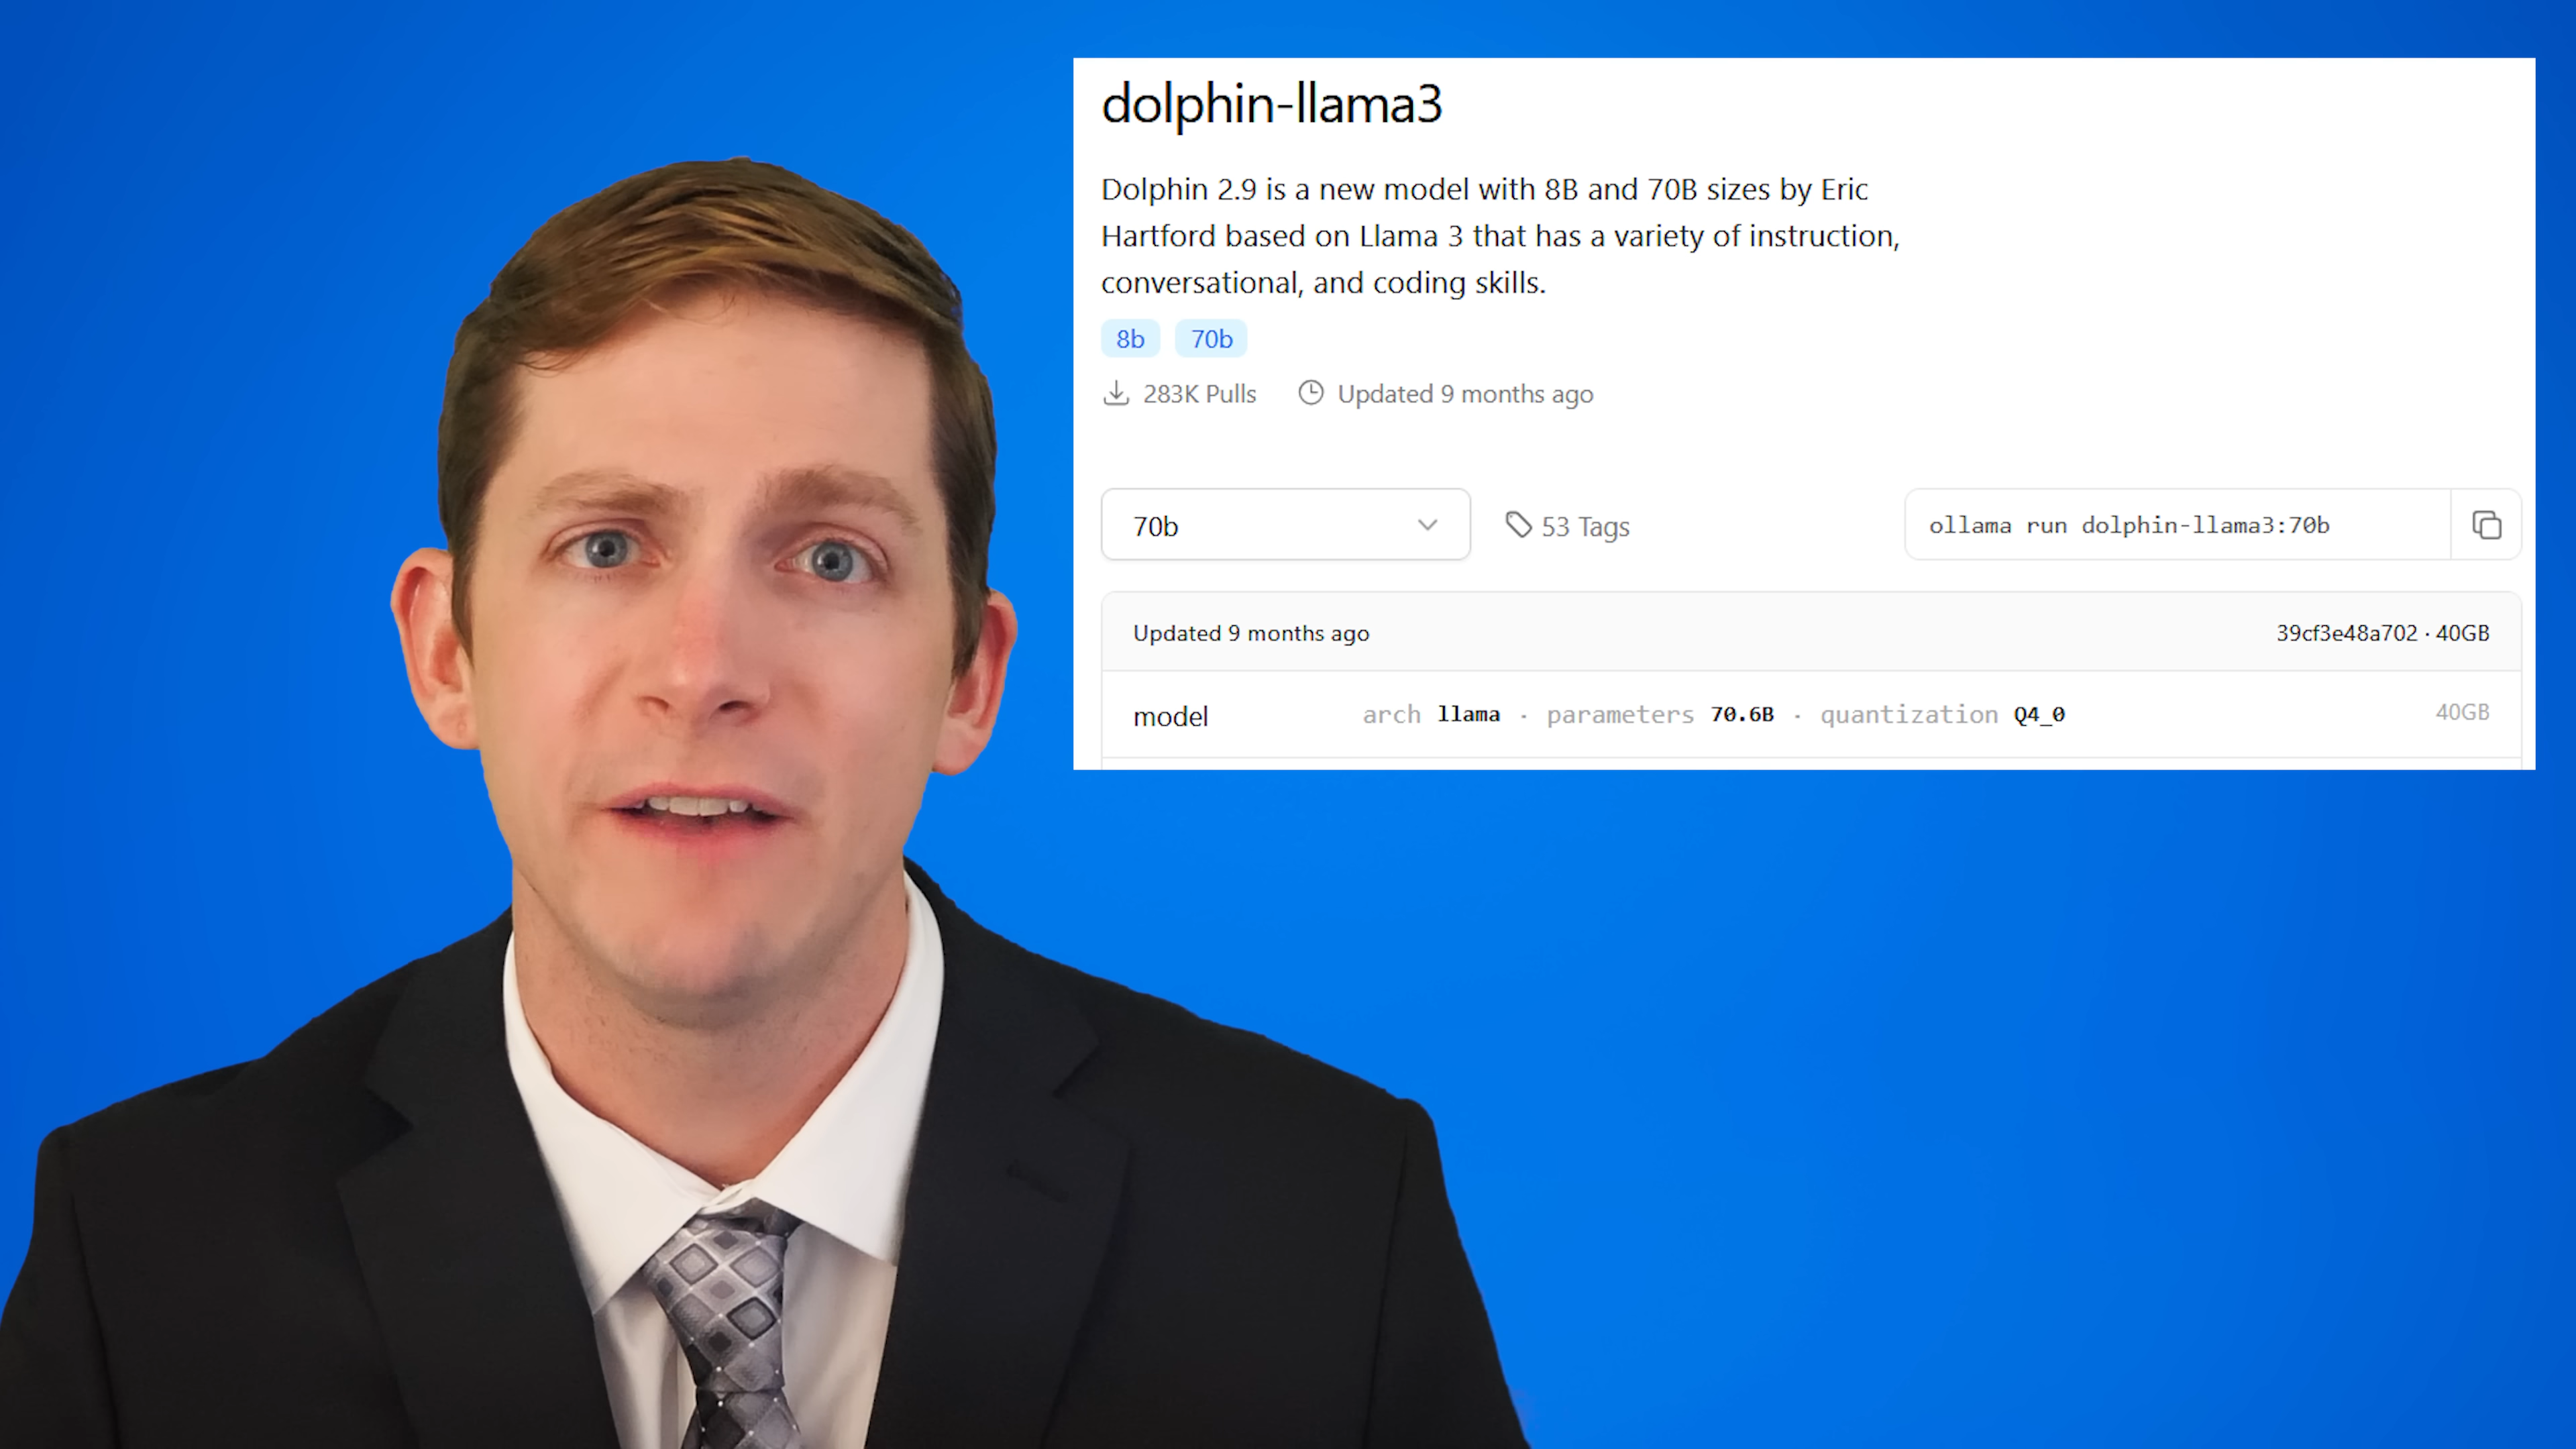 dolphin-llama3
Dolphin 2.9 is a new model with 8B and 70B sizes by Eric
Hartford based on Llama 3 that has a variety of instruction,
conversational, and coding skills.
8b 70b
283K Pulls Updated 9 months ago
70b 53 Tags ollama run dolphin-llama3:70b
Updated 9 months ago 39cf3e48a702 · 40GB
model arch llama · parameters 70.6B · quantization Q4_0 40GB